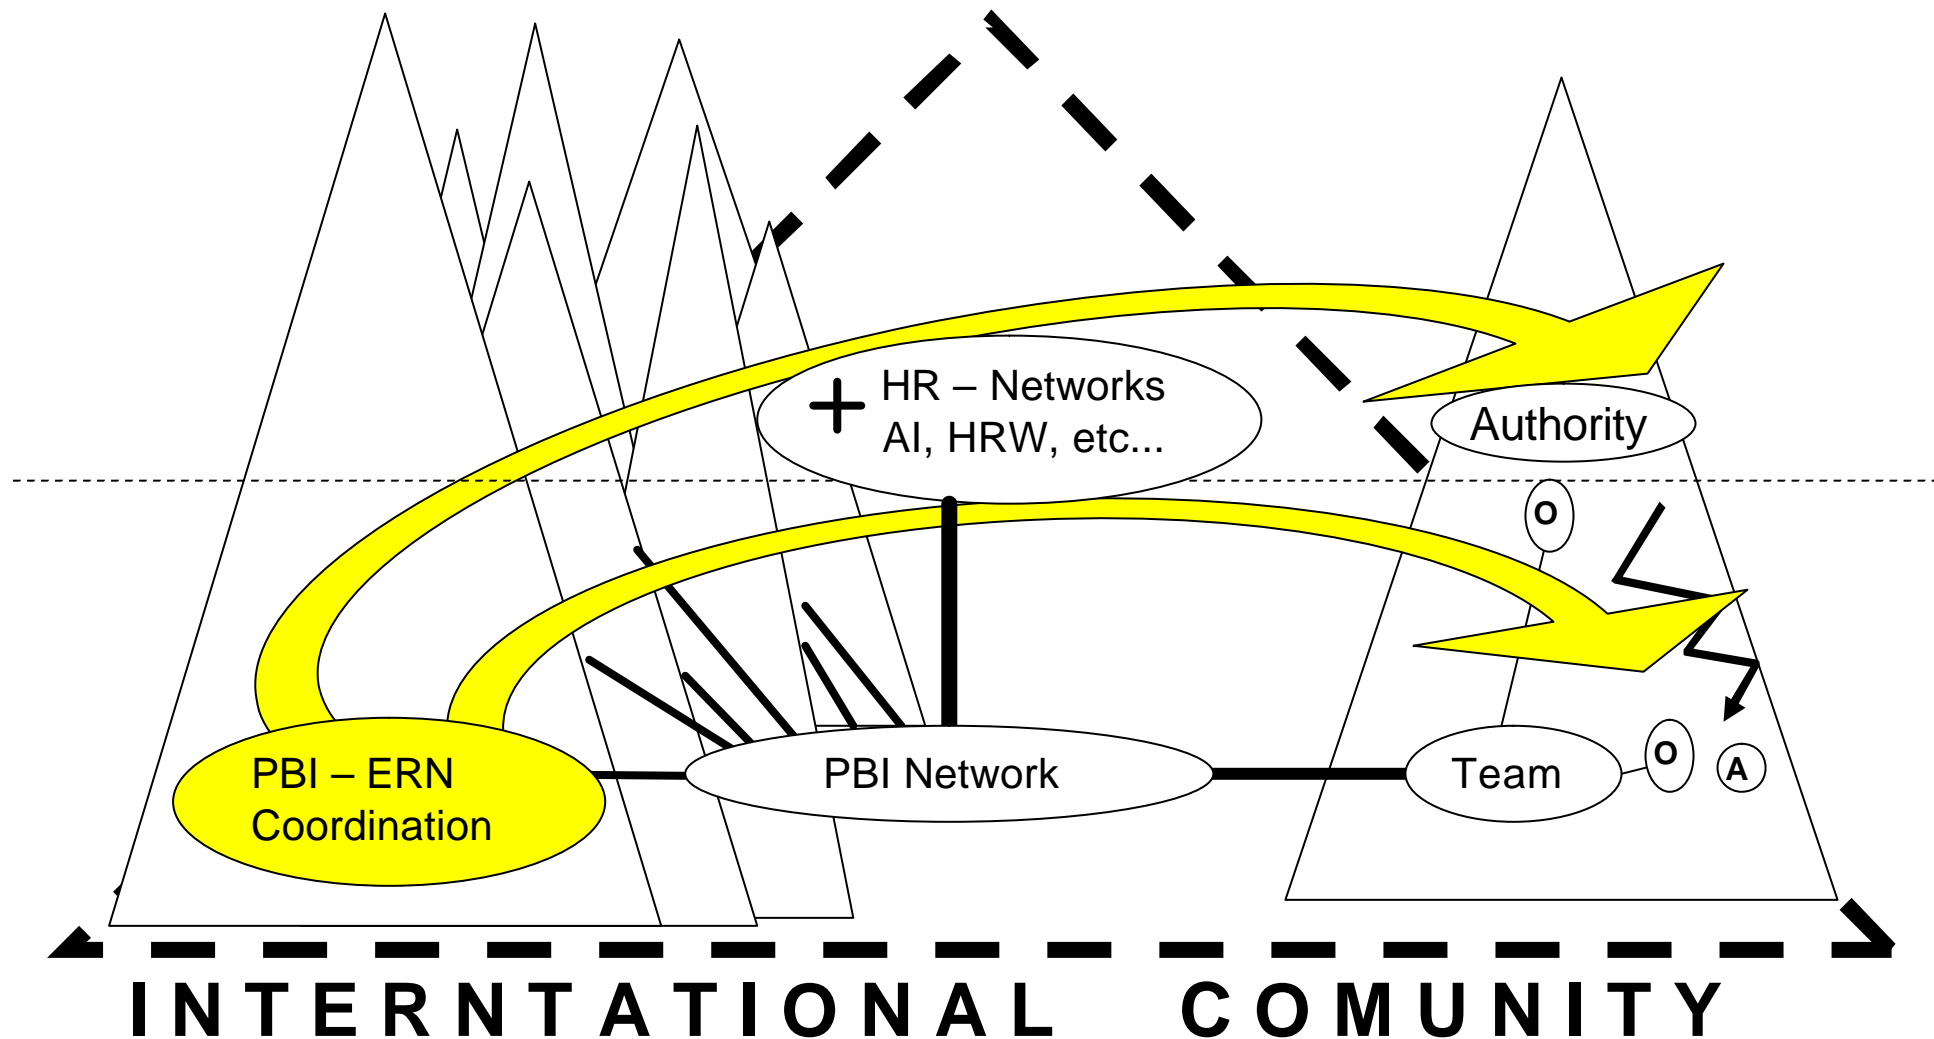 HR – Networks
AI, HRW, etc...
Authority
O
PBI – ERN
Coordination
PBI Network
Team
O
A
INTERNTATIONAL COMUNITY